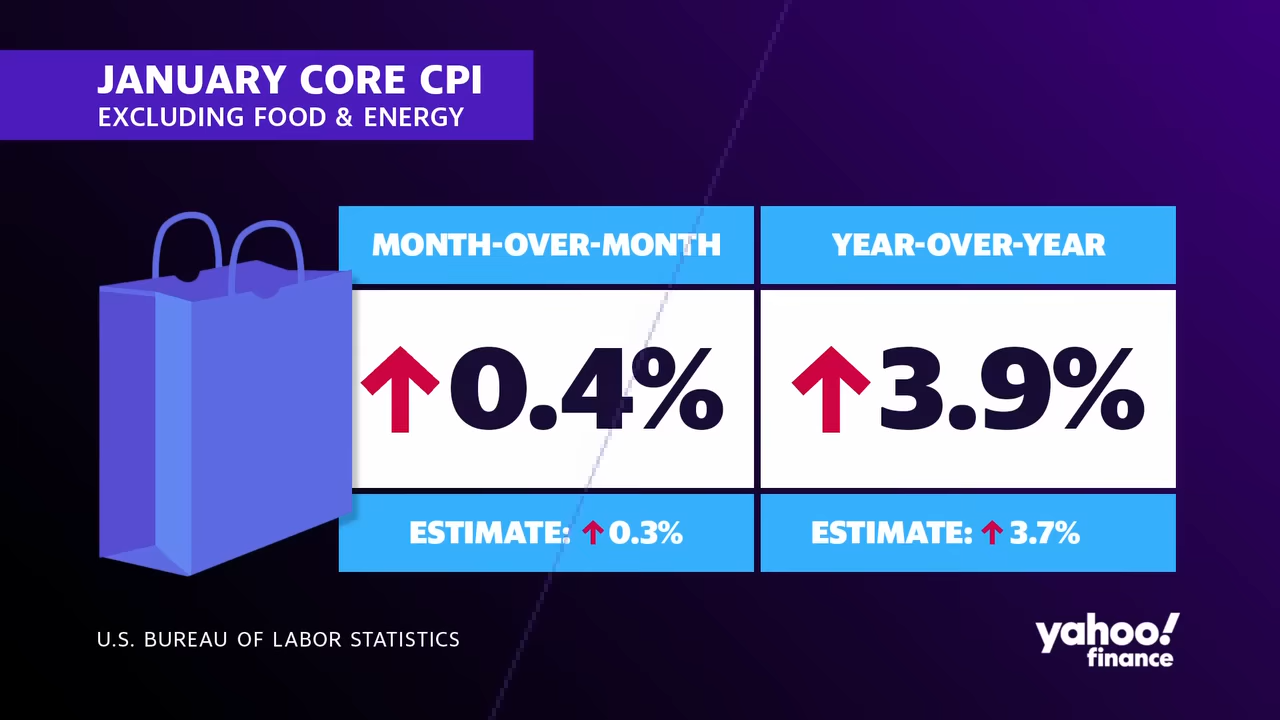 JANUARY CORE CPI
EXCLUDING FOOD & ENERGY
MONTH-OVER-MONTH
YEAR-OVER-YEAR
↑0.4%
↑3.9%
ESTIMATE: ↑0.3%
ESTIMATE: ↑3.7%
U.S. BUREAU OF LABOR STATISTICS
yahoo!
finance